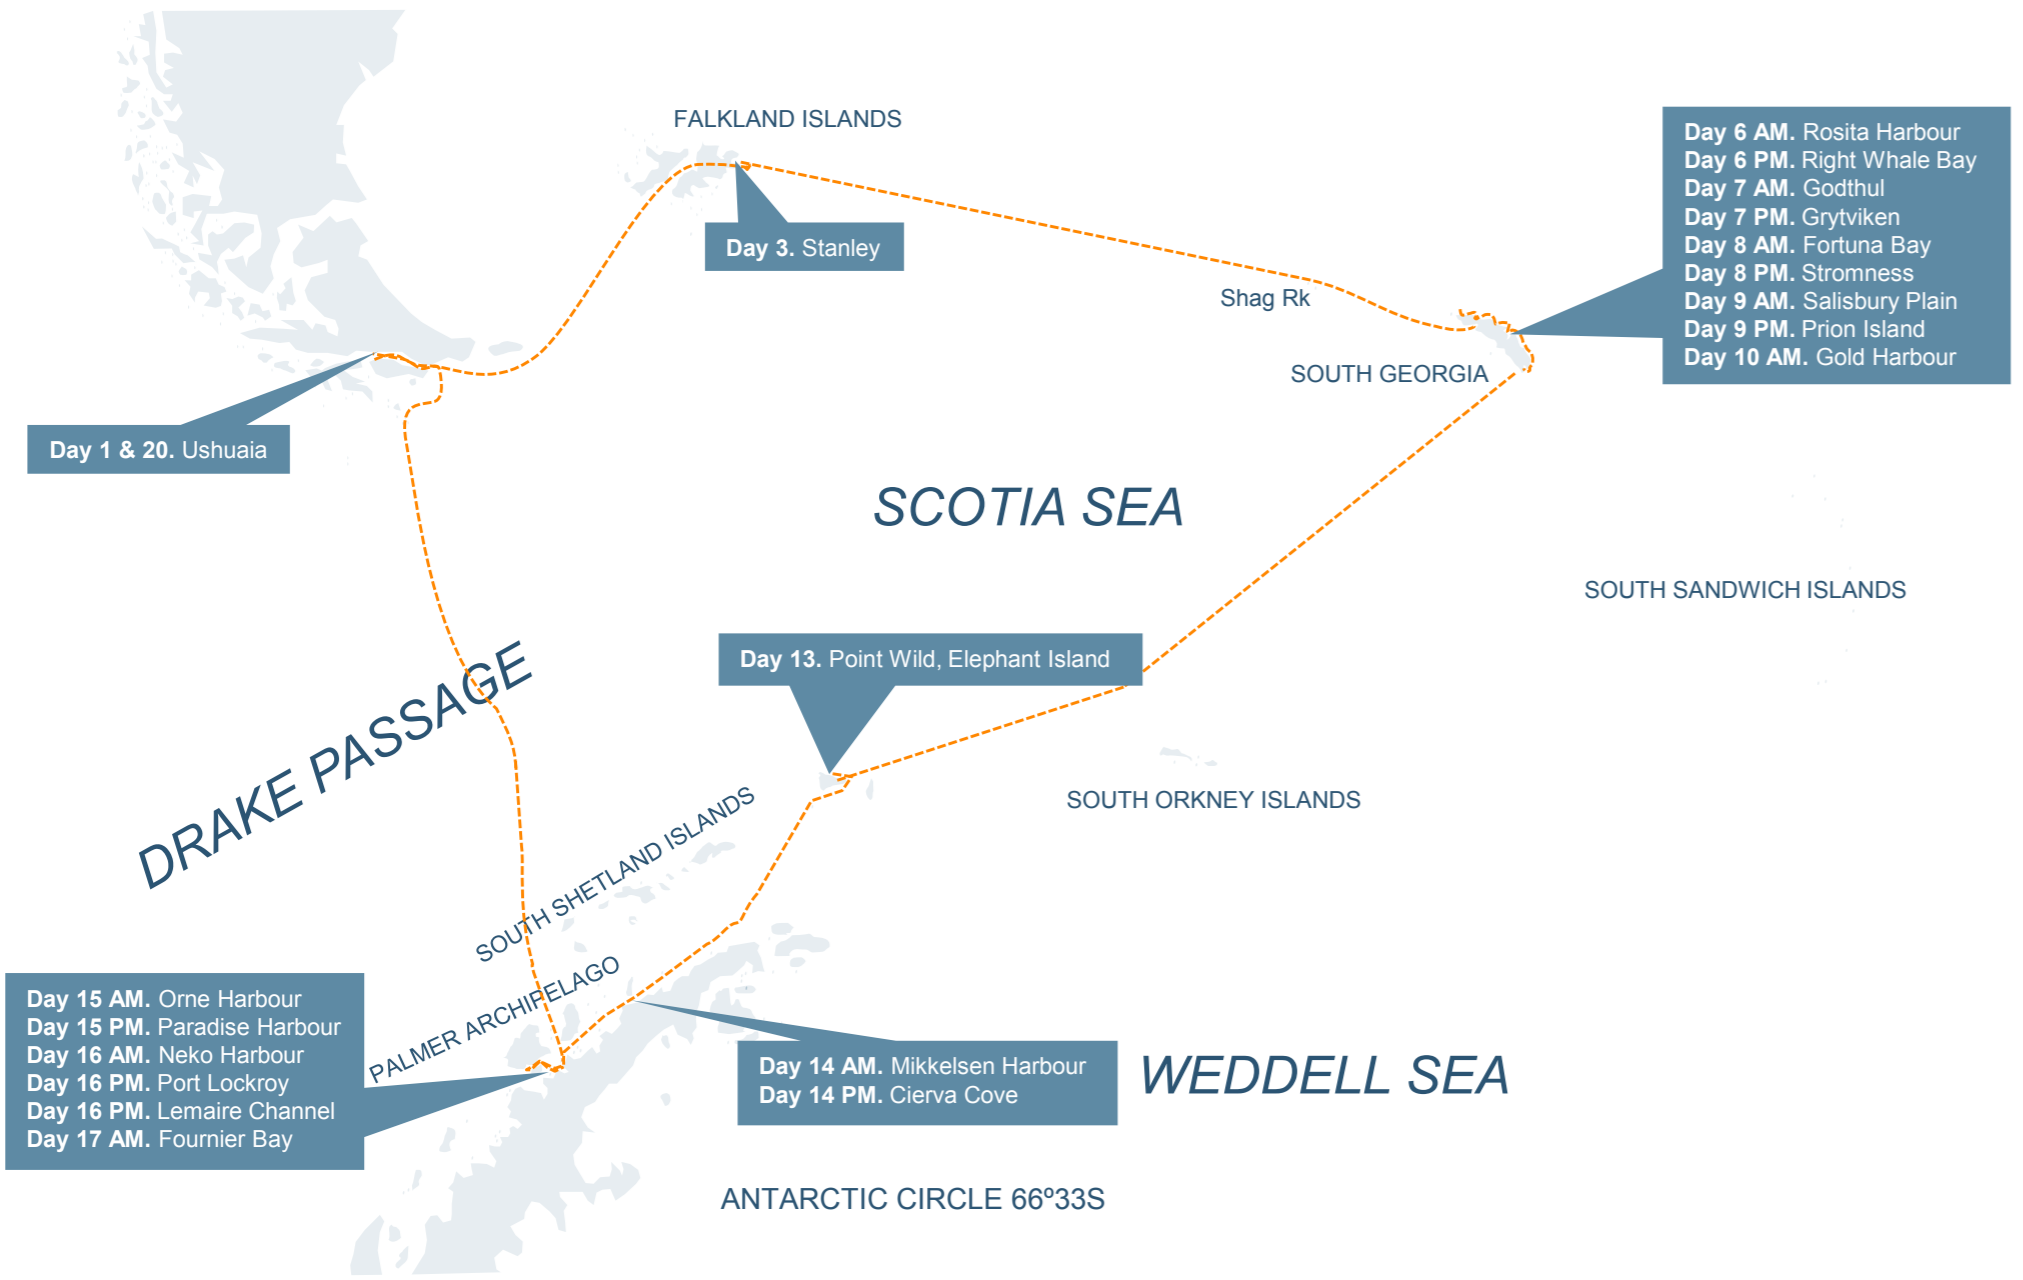 FALKLAND ISLANDS
Day 3. Stanley
Day 6 AM. Rosita Harbour
Day 6 PM. Right Whale Bay
Day 7 AM. Godthul
Day 7 PM. Grytviken
Day 8 AM. Fortuna Bay
Day 8 PM. Stromness
Day 9 AM. Salisbury Plain
Day 9 PM. Prion Island
Day 10 AM. Gold Harbour
Shag Rk
SOUTH GEORGIA
Day 1 & 20. Ushuaia
SCOTIA SEA
SOUTH SANDWICH ISLANDS
Day 13. Point Wild, Elephant Island
DRAKE PASSAGE
SOUTH ORKNEY ISLANDS
SOUTH SHETLAND ISLANDS
PALMER ARCHIPELAGO
Day 15 AM. Orne Harbour
Day 15 PM. Paradise Harbour
Day 16 AM. Neko Harbour
Day 16 PM. Port Lockroy
Day 16 PM. Lemaire Channel
Day 17 AM. Fournier Bay
Day 14 AM. Mikkelsen Harbour
Day 14 PM. Cierva Cove
WEDDELL SEA
ANTARCTIC CIRCLE 66º33S